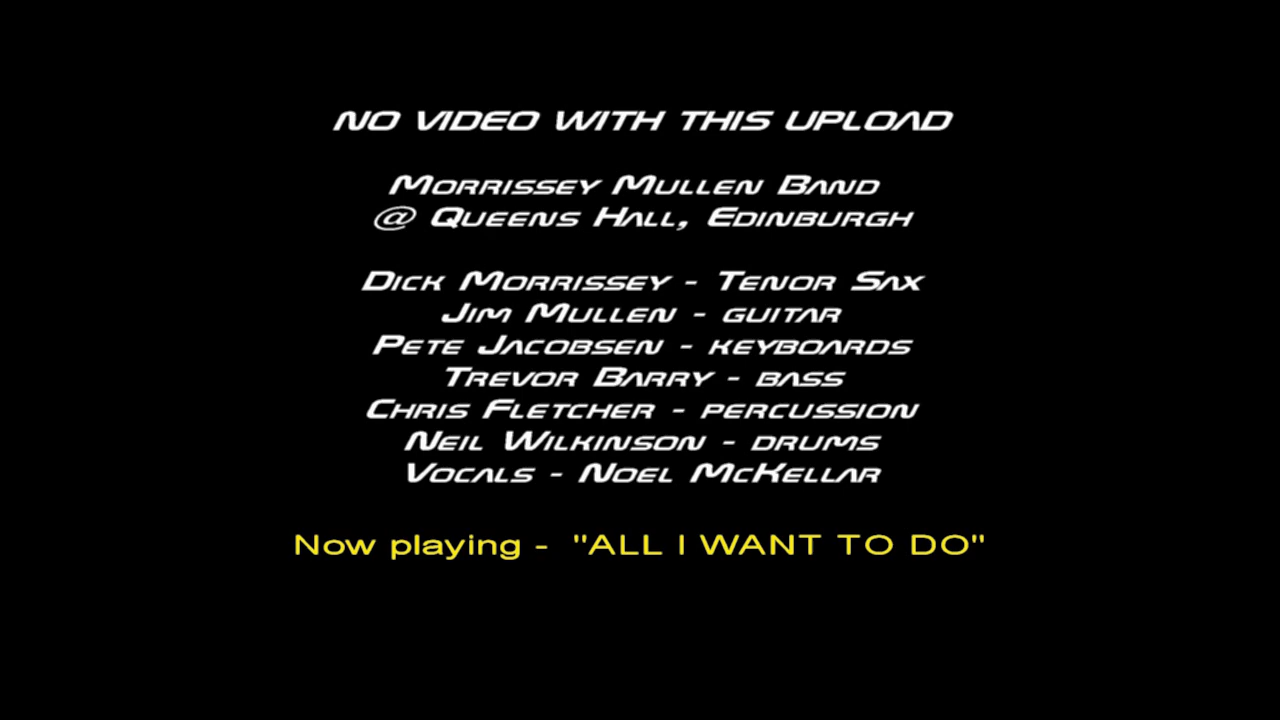 NO VIDEO WITH THIS UPLOAD
Morrissey Mullen Band
@ Queens Hall, Edinburgh
Dick Morrissey - Tenor Sax
Jim Mullen - guitar
Pete Jacobsen - keyboards
Trevor Barry - bass
Chris Fletcher - percussion
Neil Wilkinson - drums
Vocals - Noel McKellar
Now playing - "ALL I WANT TO DO"